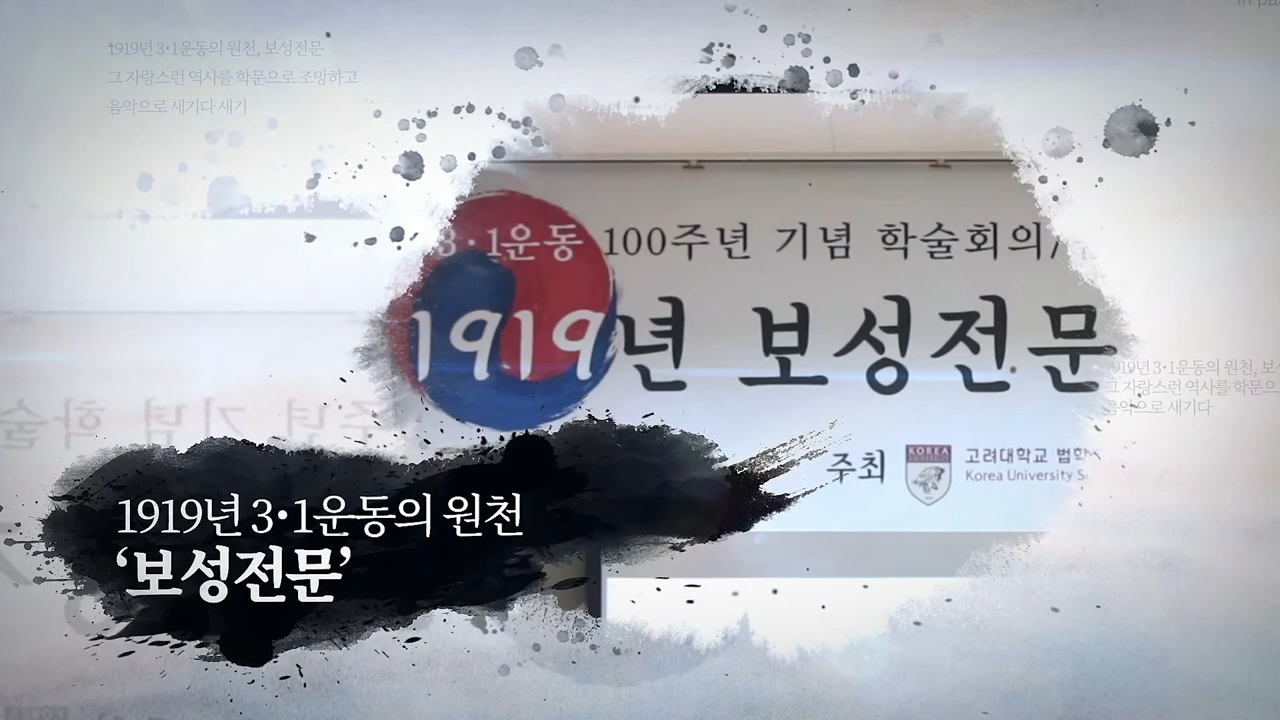 1919년 3·1운동의 원천, 보성전문
그 자랑스런 역사를 학문으로 조망하고
음악으로 새기다 새기
3·1운동 100주년 기념 학술회의/
1919년 보성전문
주최
KOREA
고려대학교
Korea University
1919년 3·1운동의 원천,
그 자랑스런 역사를
음악으로 새기다
1919년 3·1운동의 원천
‘보성전문’